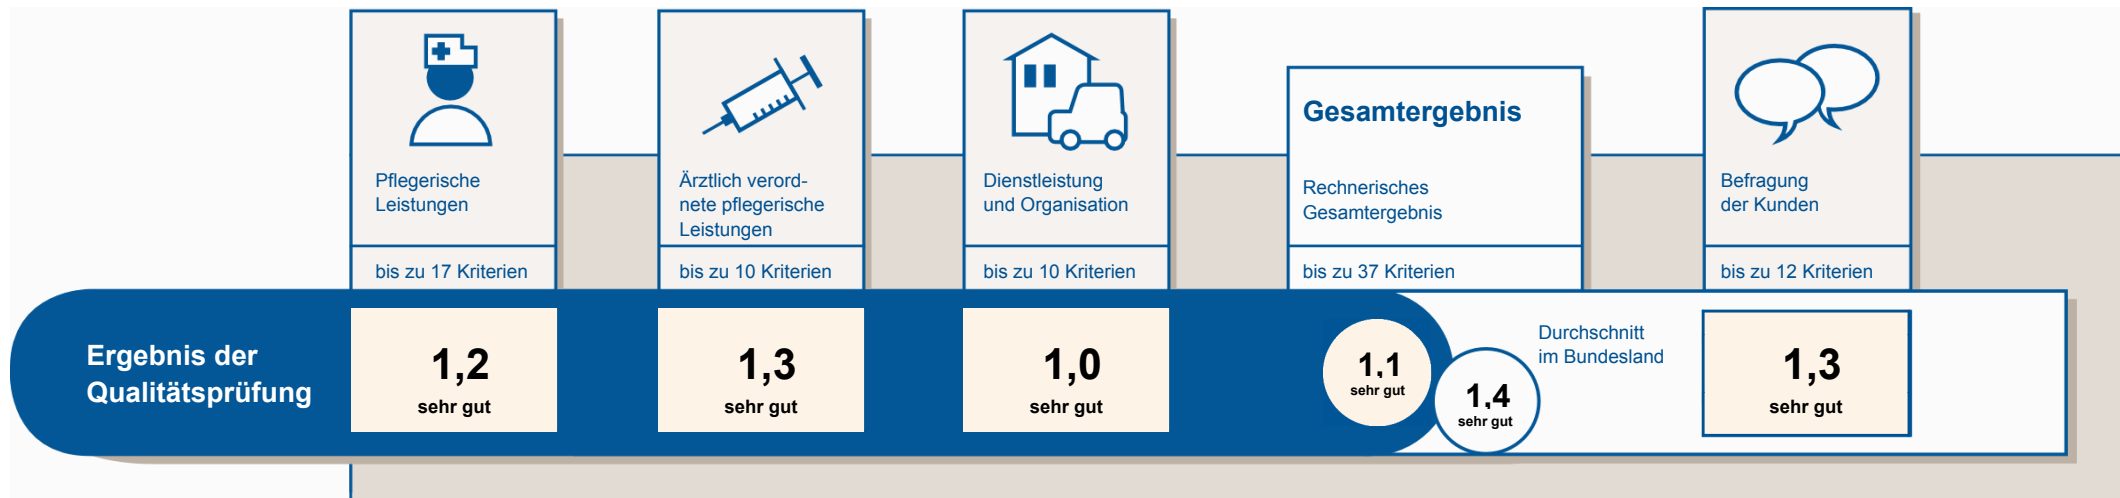 Pflegerische
Leistungen
bis zu 17 Kriterien
Ärztlich verord-
nete pflegerische
Leistungen
bis zu 10 Kriterien
Dienstleistung
und Organisation
bis zu 10 Kriterien
Gesamtergebnis
Rechnerisches
Gesamtergebnis
bis zu 37 Kriterien
Befragung
der Kunden
bis zu 12 Kriterien
Ergebnis der
Qualitätsprüfung
1,2
sehr gut
1,3
sehr gut
1,0
sehr gut
1,1
sehr gut
1,4
sehr gut
Durchschnitt
im Bundesland
1,3
sehr gut